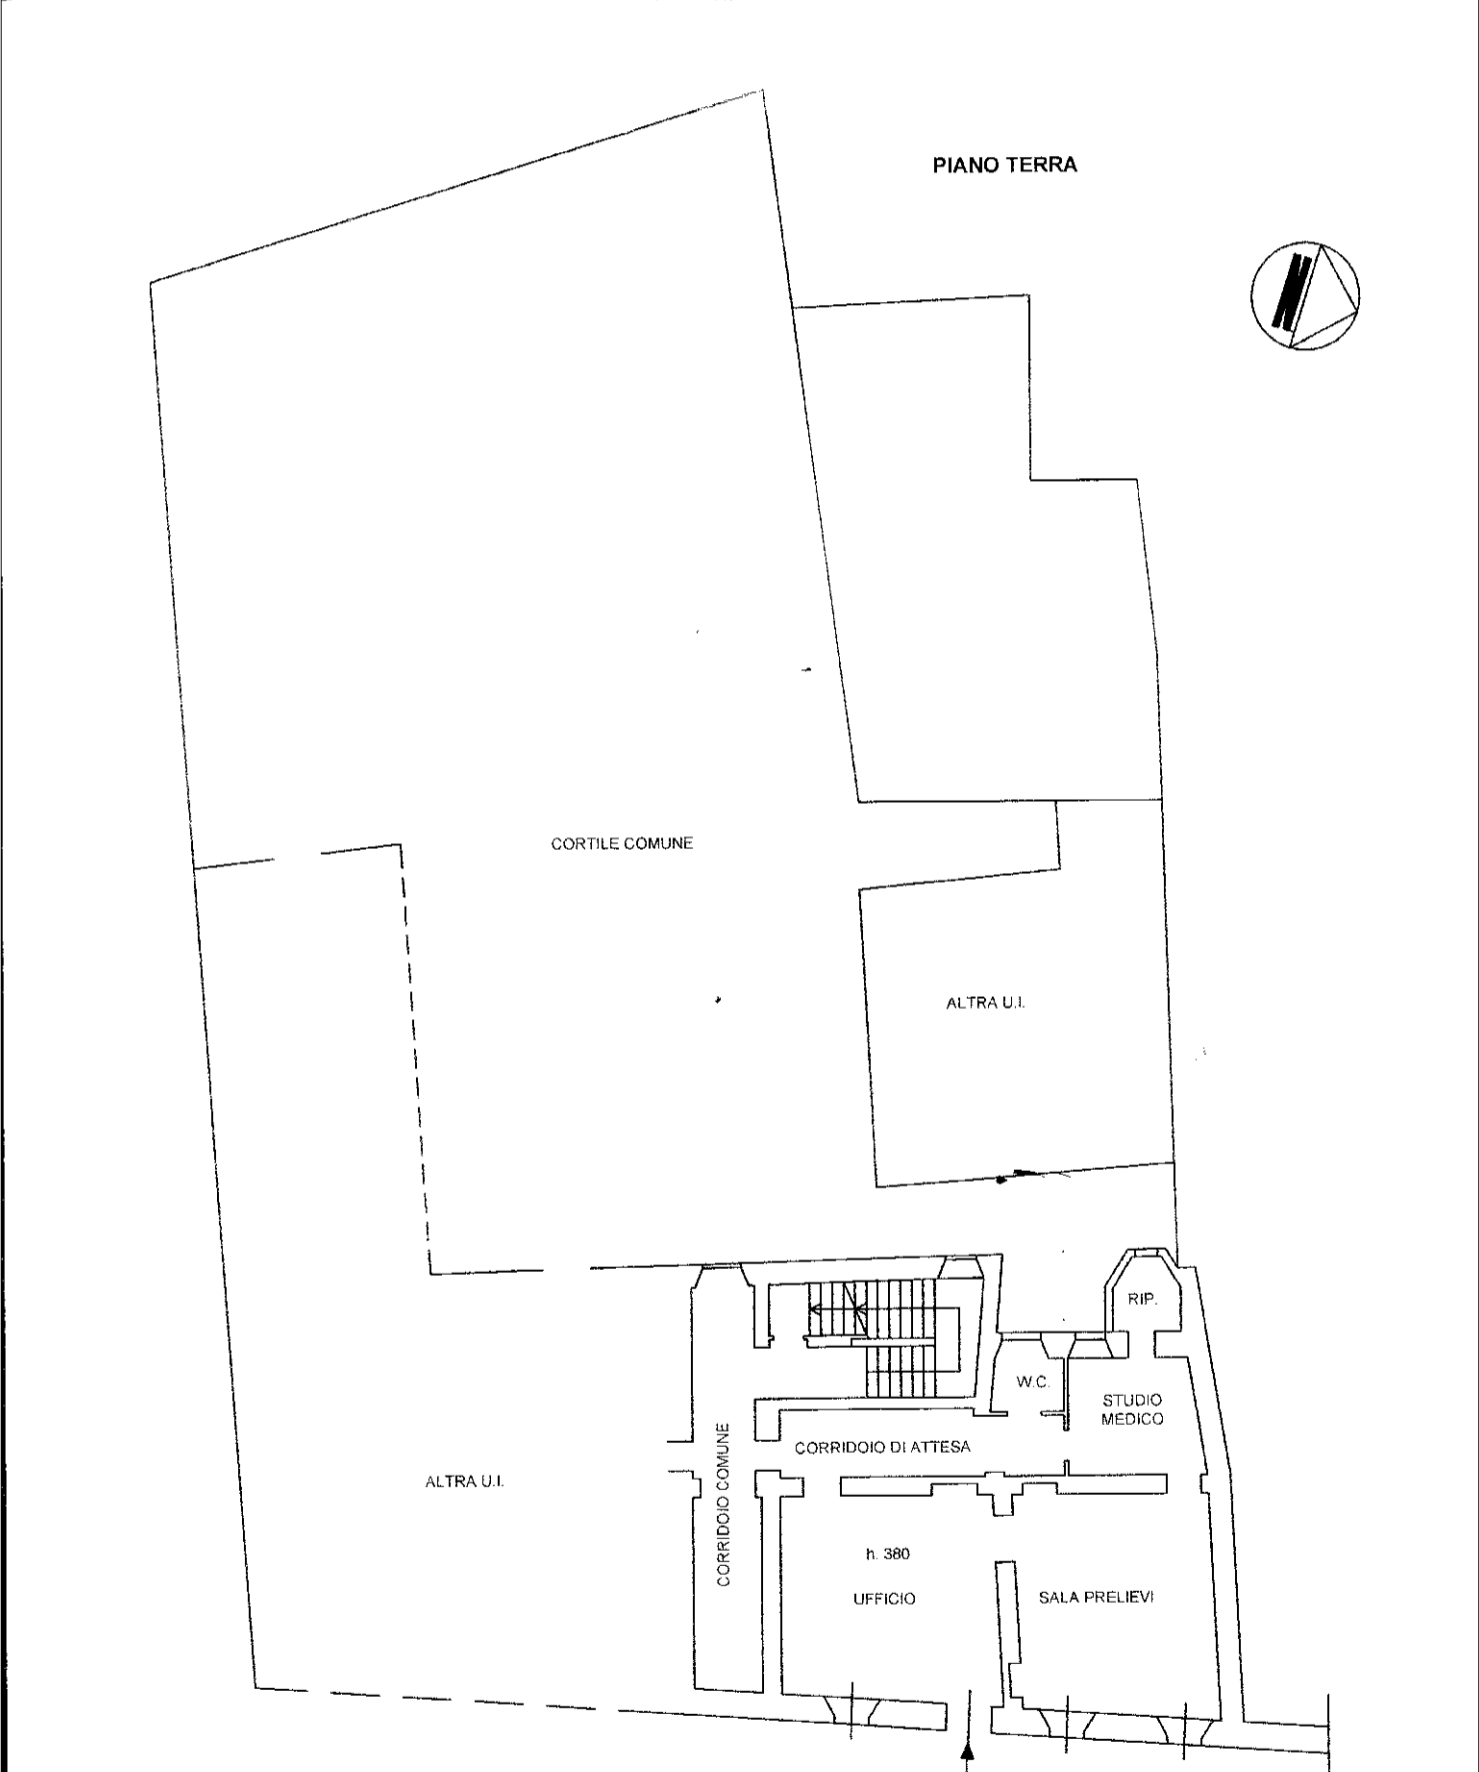 PIANO TERRA
N
CORTILE COMUNE
ALTRA U.I.
RIP.
W.C.
STUDIO
MEDICO
CORRIDOIO DI ATTESA
CORRIDOIO COMUNE
ALTRA U.I.
h. 380
UFFICIO
SALA PRELIEVI